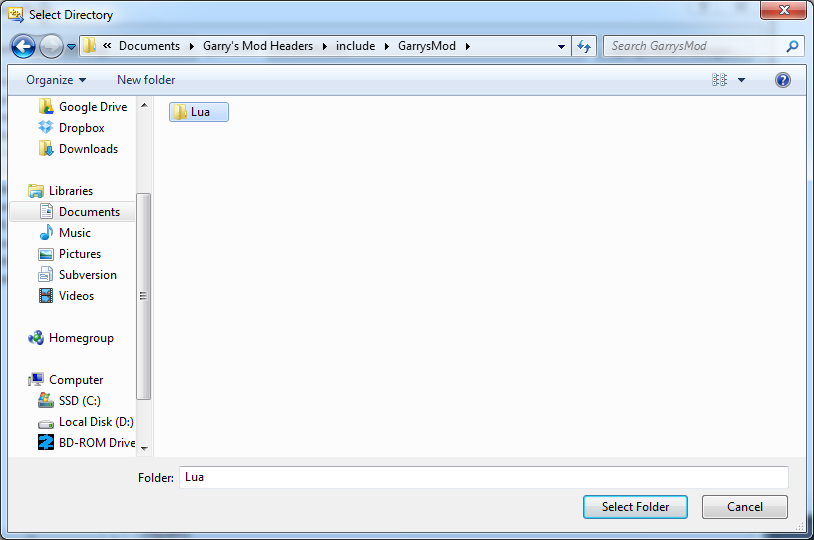 Select Directory
« Documents Garry's Mod Headers include GarrysMod Search GarrysMod
Organize New folder
Google Drive
Dropbox
Downloads
Libraries
Documents
Music
Pictures
Subversion
Videos
Homegroup
Computer
SSD (C:)
Local Disk (D:)
BD-ROM Drive
Lua
Folder: Lua
Select Folder Cancel